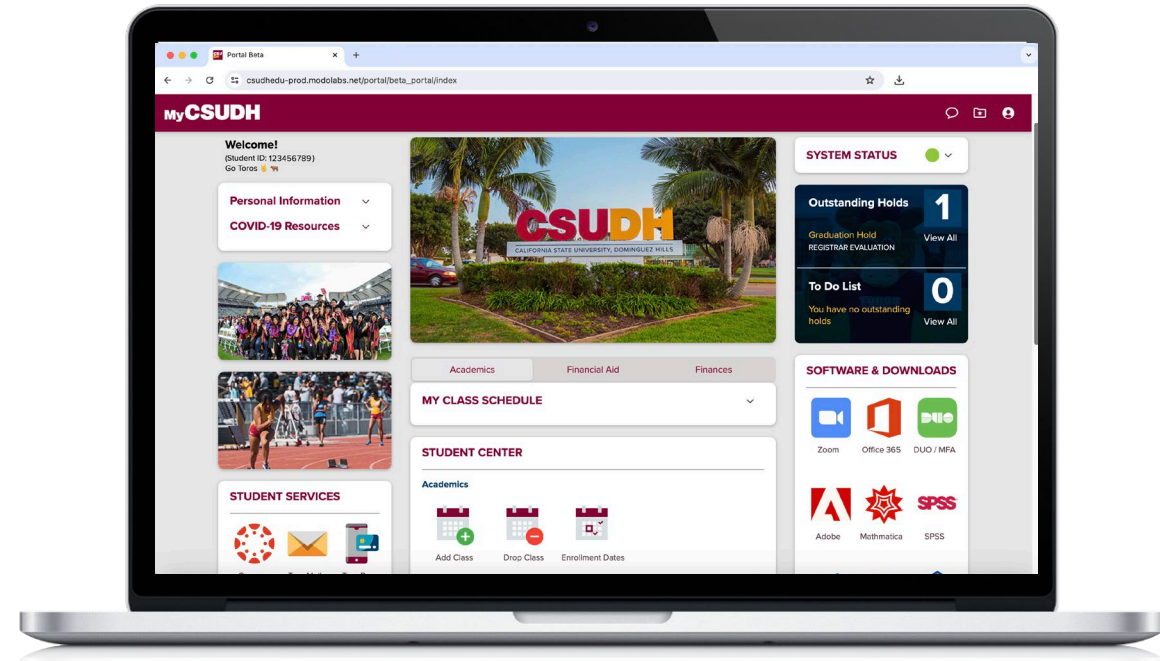 Portal Beta
csudhedu-prod.modolabs.net/portal/beta_portal/index
MyCSUDH
Welcome!
(Student ID: 123456789)
Go Toros
Personal Information
COVID-19 Resources
STUDENT SERVICES
CSUDH
CALIFORNIA STATE UNIVERSITY, DOMINGUEZ HILLS
Academics Financial Aid Finances
MY CLASS SCHEDULE
STUDENT CENTER
Academics
Add Class Drop Class Enrollment Dates
SYSTEM STATUS
Outstanding Holds 1
Graduation Hold View All
REGISTRAR EVALUATION
To Do List 0
You have no outstanding
holds View All
SOFTWARE & DOWNLOADS
DUO
Zoom Office 365 DUO / MFA
SPSS
Adobe Mathmatica SPSS